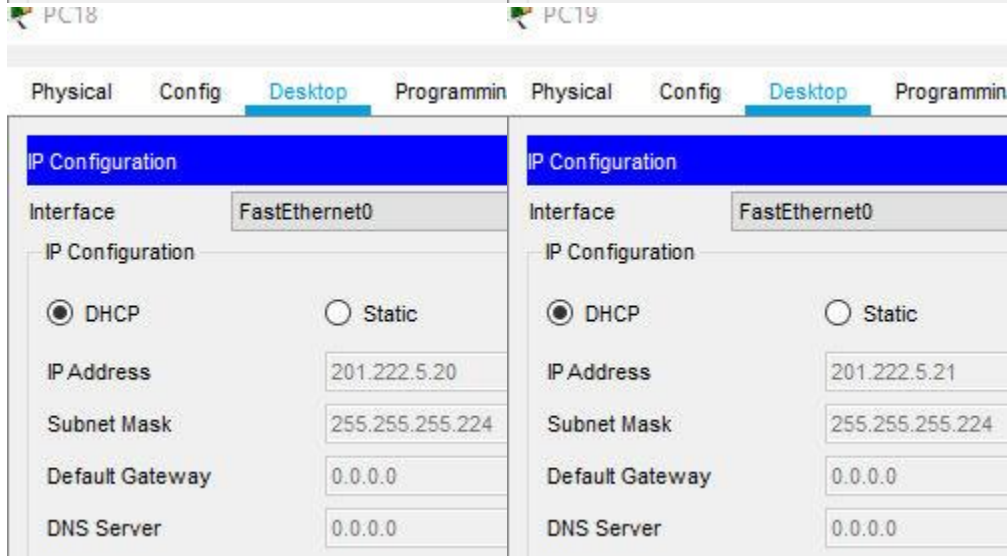 PC18
Physical Config Desktop Programmin
IP Configuration
Interface FastEthernet0
IP Configuration
DHCP Static
IP Address 201.222.5.20
Subnet Mask 255.255.255.224
Default Gateway 0.0.0.0
DNS Server 0.0.0.0
PC19
Physical Config Desktop Programmin
IP Configuration
Interface FastEthernet0
IP Configuration
DHCP Static
IP Address 201.222.5.21
Subnet Mask 255.255.255.224
Default Gateway 0.0.0.0
DNS Server 0.0.0.0